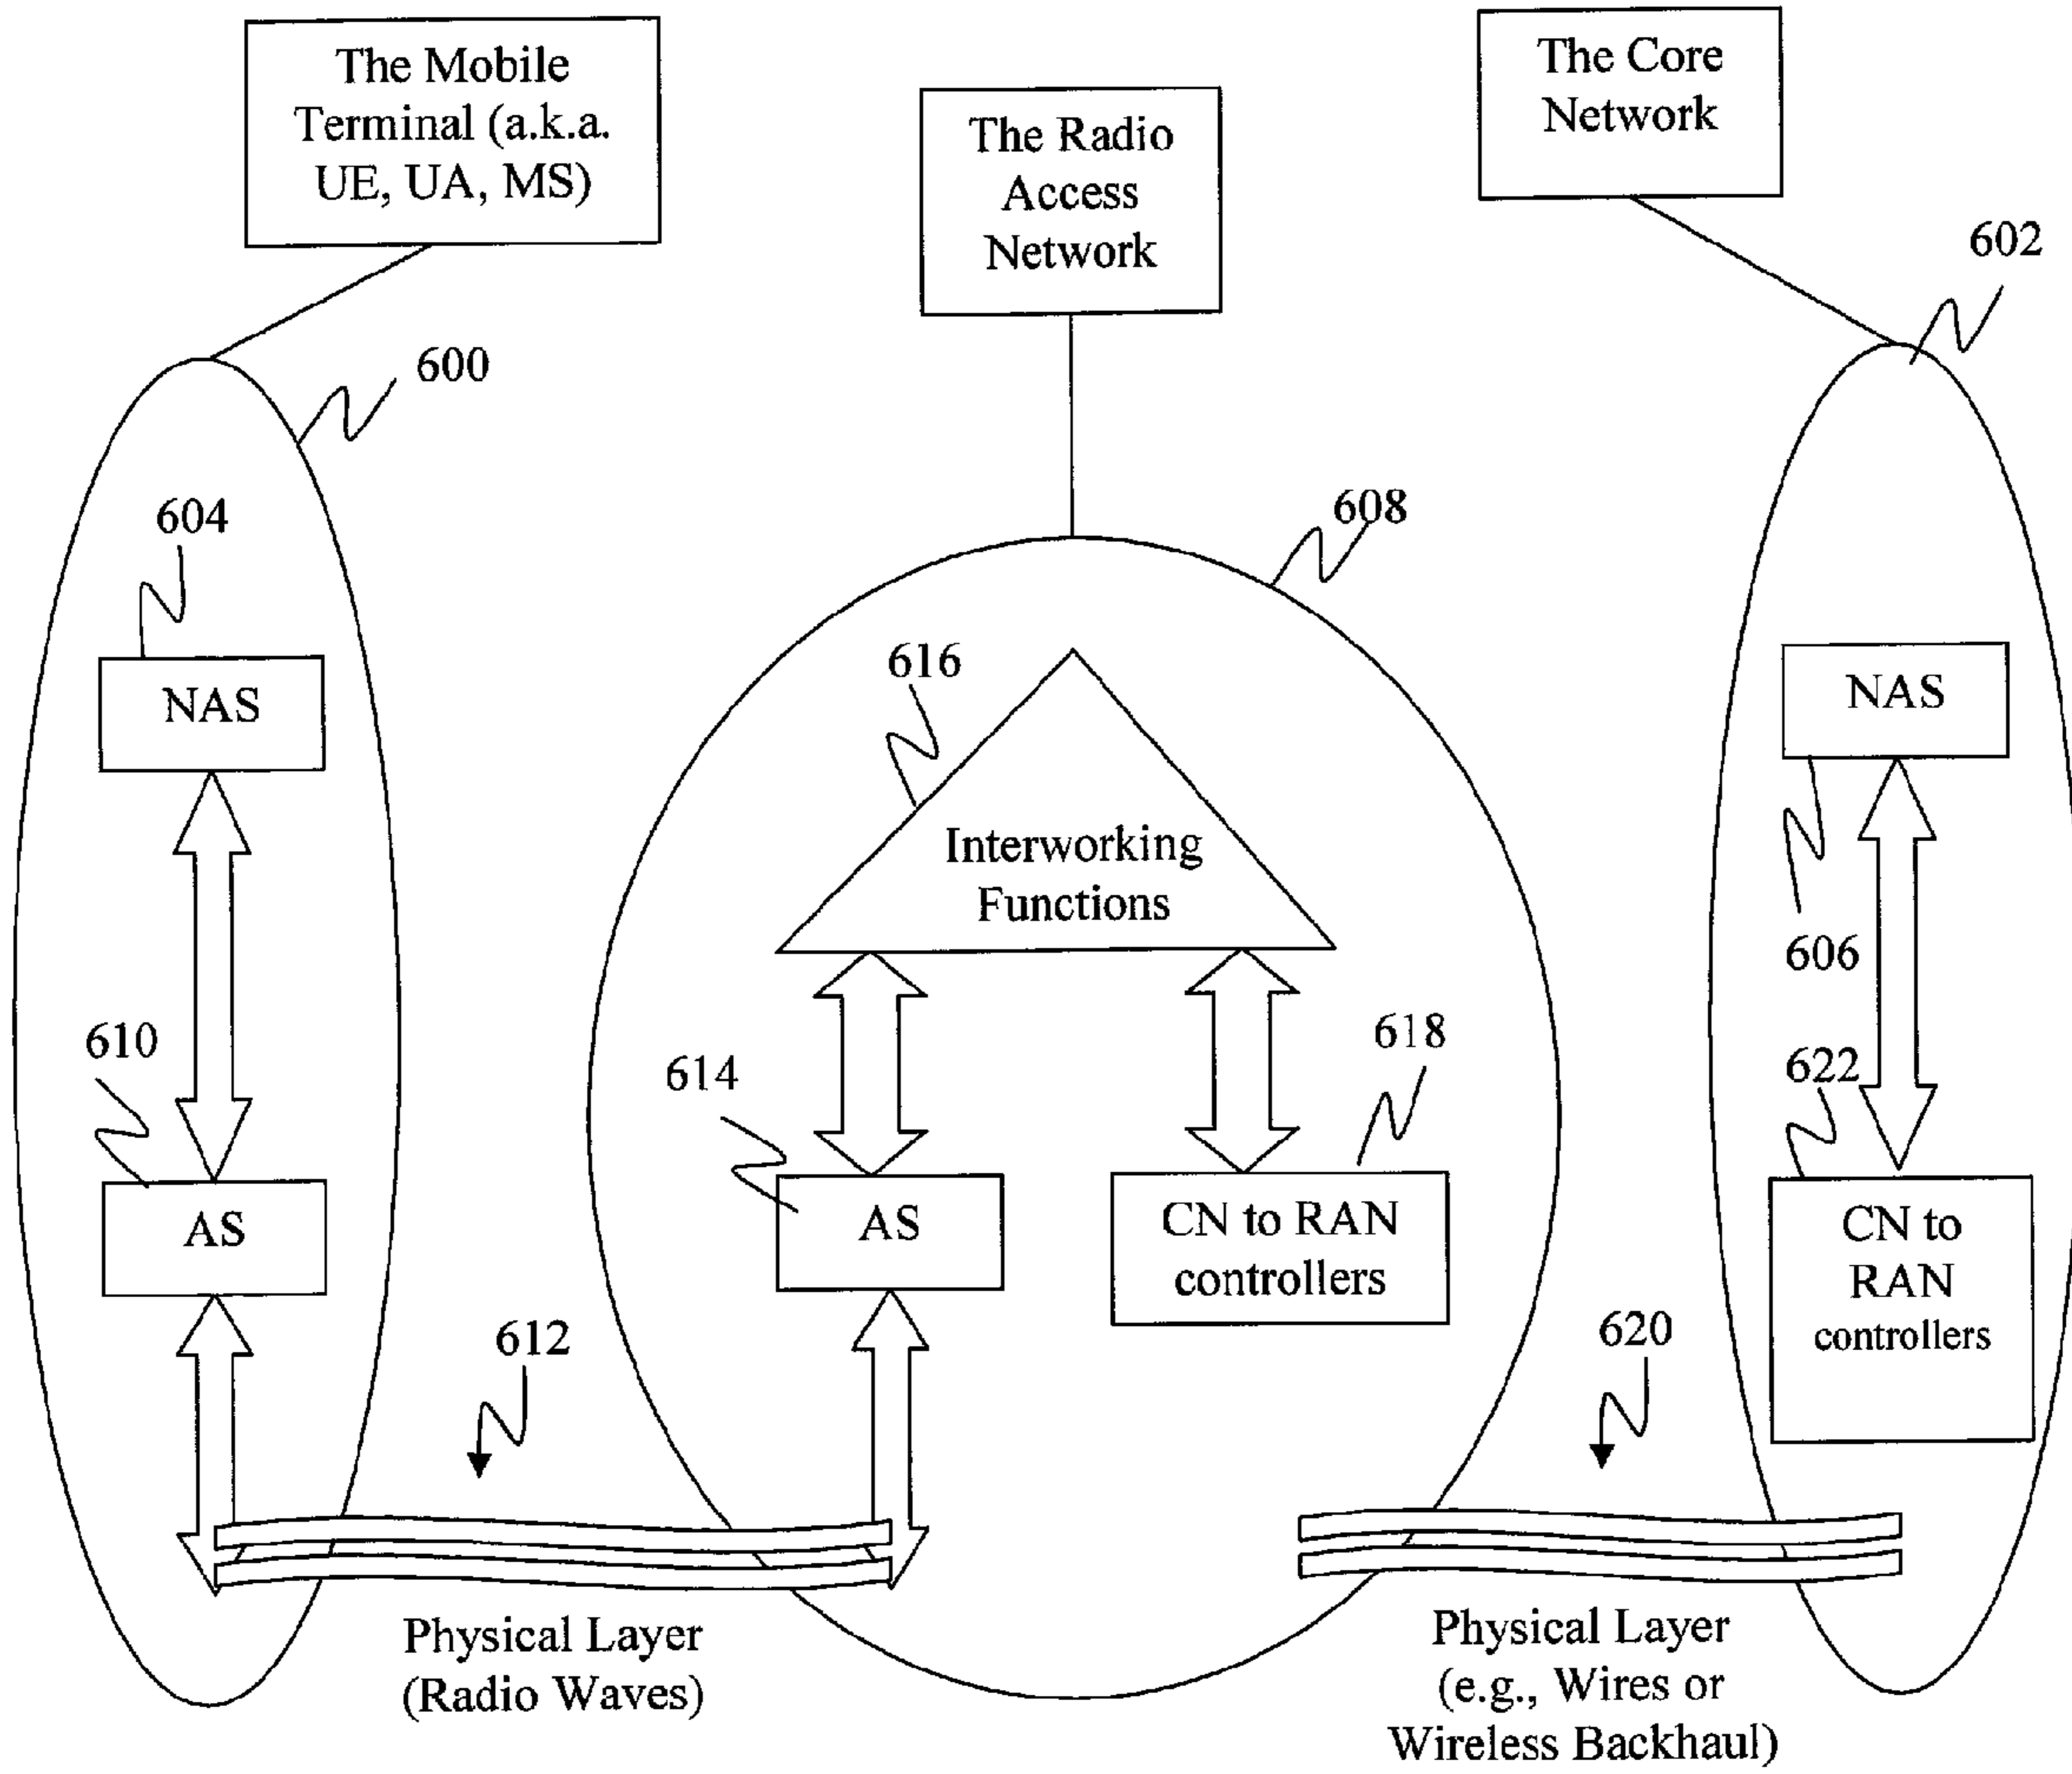 The Mobile
Terminal (a.k.a.
UE, UA, MS)
The Radio
Access
Network
The Core
Network
602
600
604
608
616
NAS
NAS
Interworking
Functions
606
610
614
618
622
AS
AS
CN to RAN
controllers
CN to
RAN
controllers
612
620
Physical Layer
(Radio Waves)
Physical Layer
(e.g., Wires or
Wireless Backhaul)